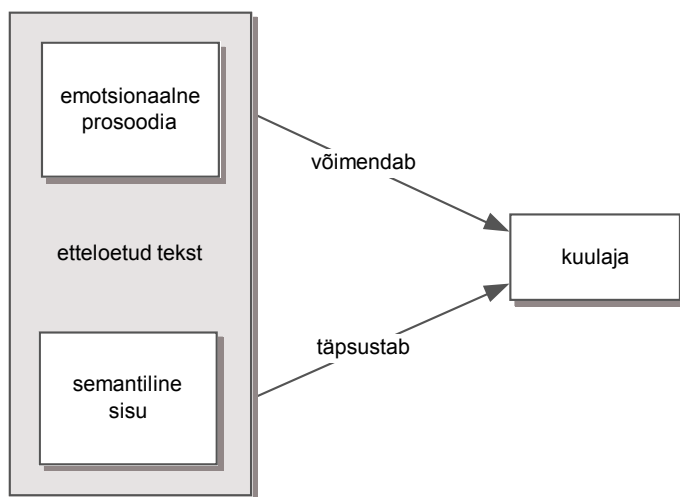 emotsionaalne
prosoodia
võimendab
etteloetud tekst
kuulaja
täpsustab
semantiline
sisu